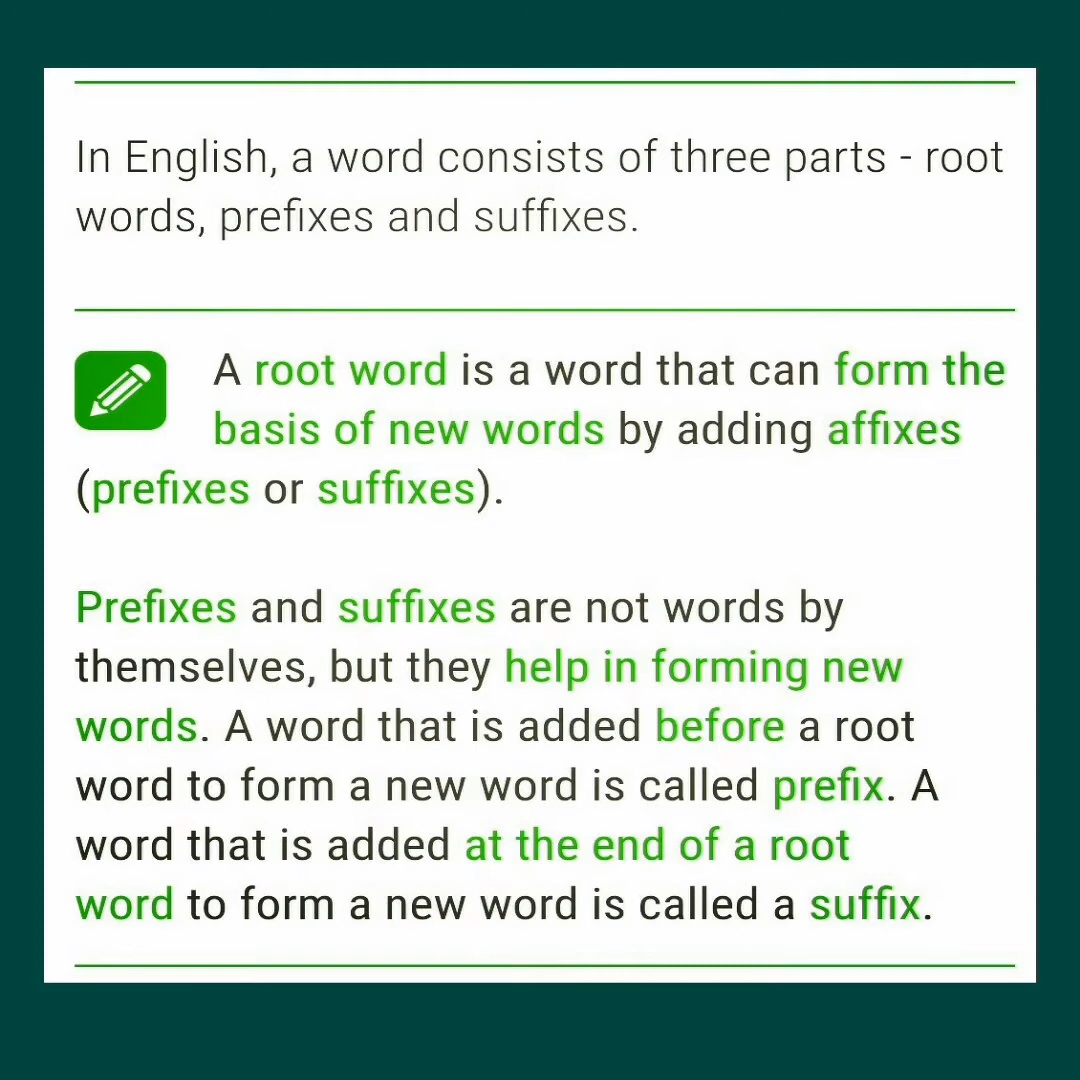 In English, a word consists of three parts - root
words, prefixes and suffixes.
A root word is a word that can form the
basis of new words by adding affixes
(prefixes or suffixes).
Prefixes and suffixes are not words by
themselves, but they help in forming new
words. A word that is added before a root
word to form a new word is called prefix. A
word that is added at the end of a root
word to form a new word is called a suffix.